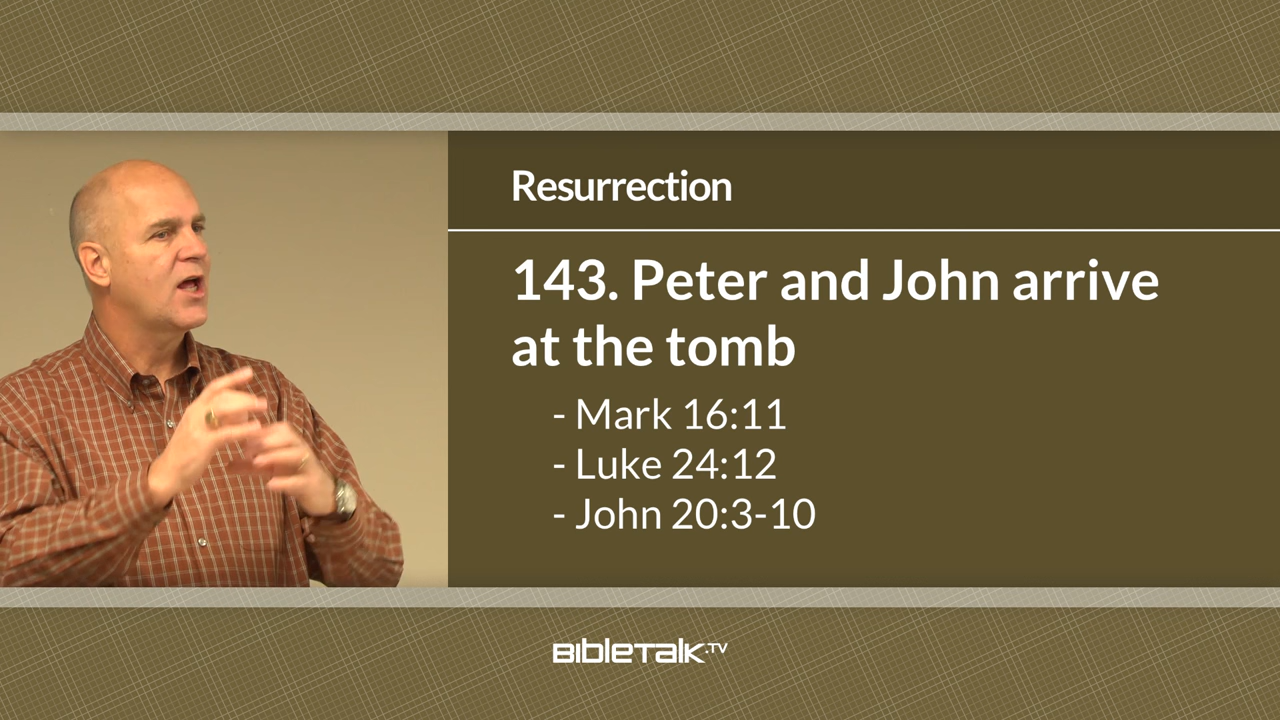 Resurrection
143. Peter and John arrive
at the tomb
- Mark 16:11
- Luke 24:12
- John 20:3-10
BIBLETALK.TV